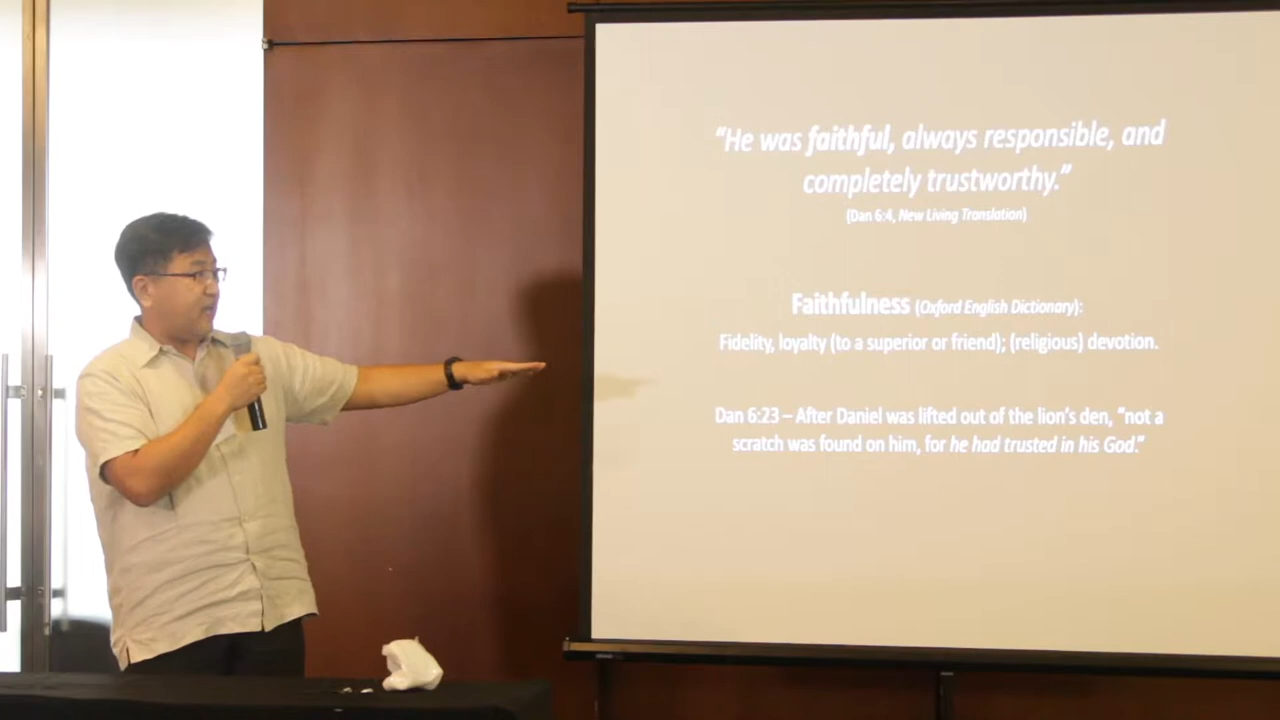 “He was faithful, always responsible, and
completely trustworthy.”
(Dan 6:4, New Living Translation)
Faithfulness (Oxford English Dictionary):
Fidelity, loyalty (to a superior or friend); (religious) devotion.
Dan 6:23 – After Daniel was lifted out of the lion’s den, “not a
scratch was found on him, for he had trusted in his God.”